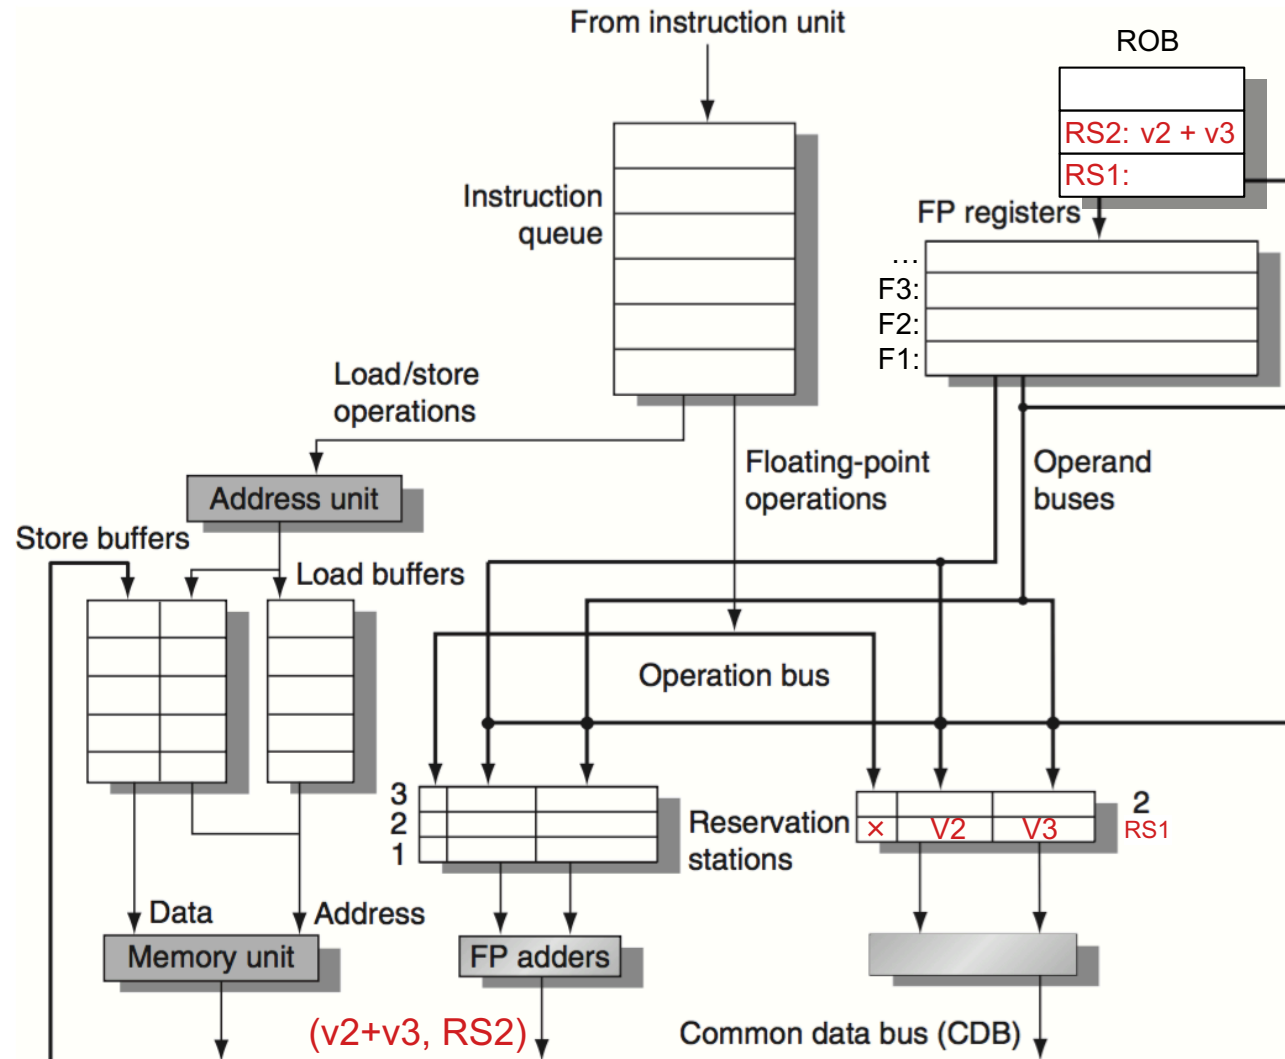 From instruction unit
ROB
RS2: v2 + v3
RS1:
Instruction
queue
FP registers
...
F3:
F2:
F1:
Load/store
operations
Floating-point
operations
Operand
buses
Address unit
Store buffers
Load buffers
Operation bus
3
2
1
Reservation
stations
× V2 V3
2
RS1
Data
Address
Memory unit
FP adders
(v2+v3, RS2)
Common data bus (CDB)